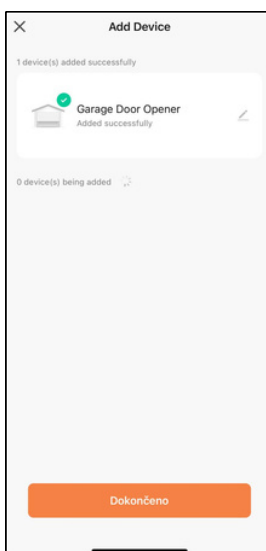 Add Device
1 device(s) added successfully
Garage Door Opener
Added successfully
0 device(s) being added
Dokončeno